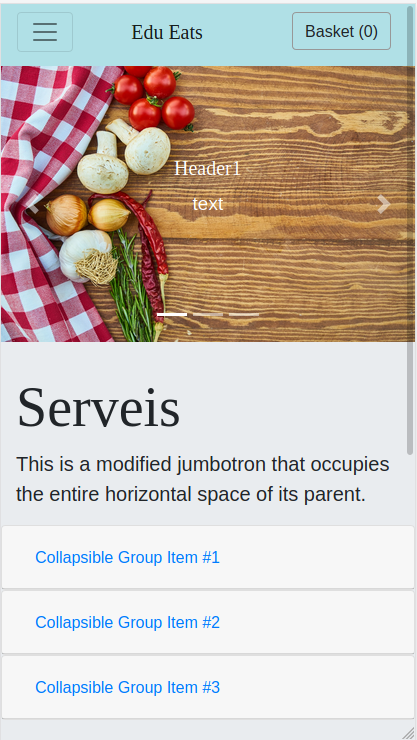 Edu Eats
Basket (0)
Header1
text
Serveis
This is a modified jumbotron that occupies
the entire horizontal space of its parent.
Collapsible Group Item #1
Collapsible Group Item #2
Collapsible Group Item #3